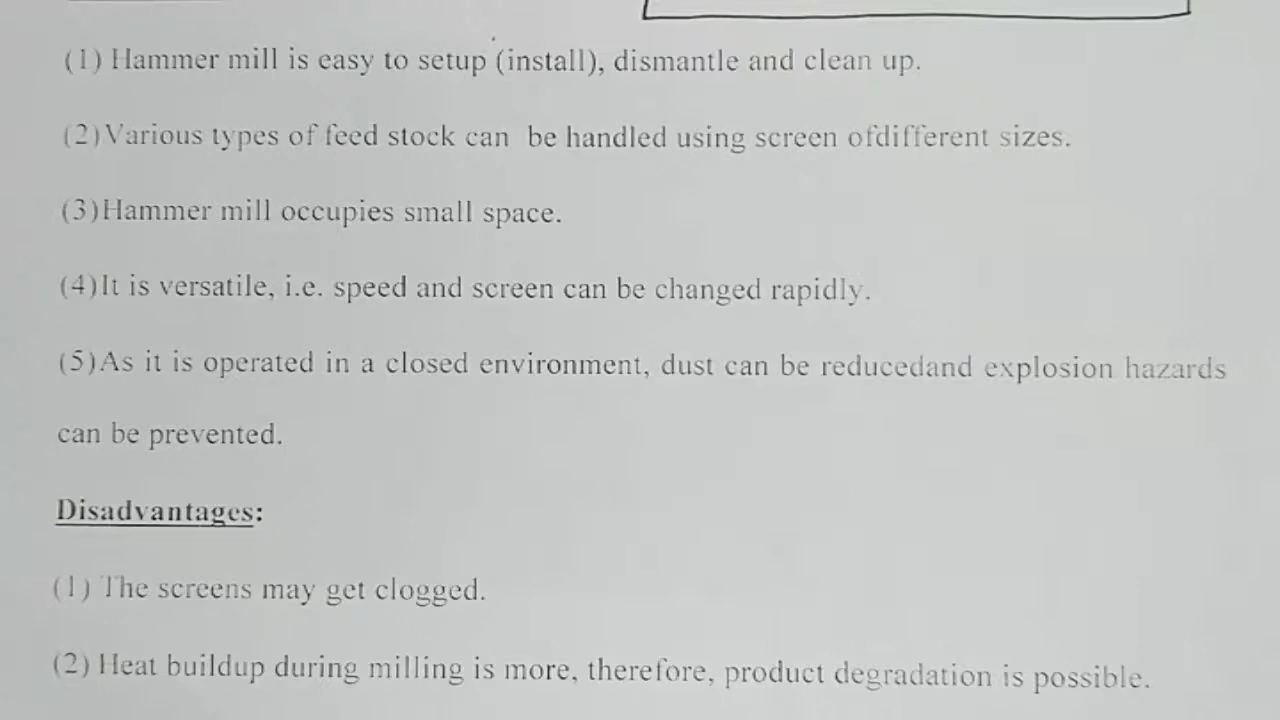 (1) Hammer mill is easy to setup (install), dismantle and clean up.
(2)Various types of feed stock can be handled using screen ofdifferent sizes.
(3)Hammer mill occupies small space.
(4)It is versatile, i.e. speed and screen can be changed rapidly.
(5)As it is operated in a closed environment, dust can be reducedand explosion hazards
can be prevented.
Disadvantages:
(1) The screens may get clogged.
(2) Heat buildup during milling is more, therefore, product degradation is possible.